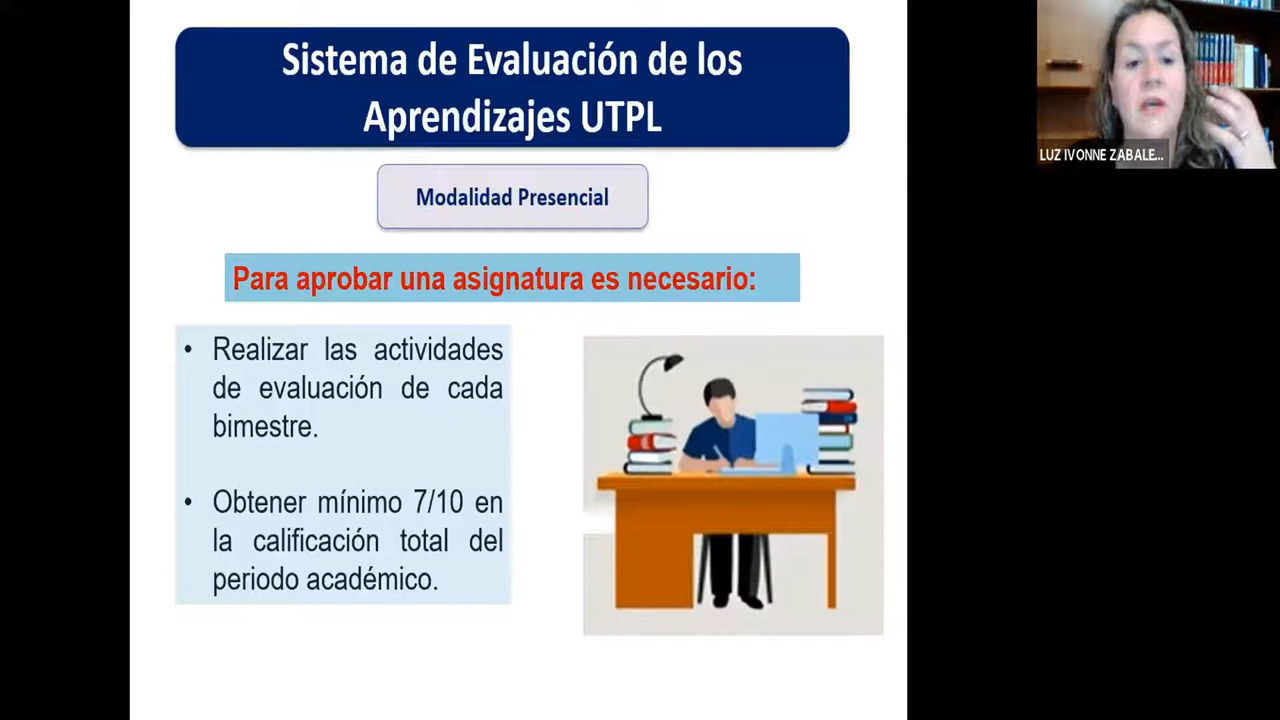 Sistema de Evaluación de los
Aprendizajes UTPL
Modalidad Presencial
Para aprobar una asignatura es necesario:
• Realizar las actividades
de evaluación de cada
bimestre.
• Obtener mínimo 7/10 en
la calificación total del
periodo académico.
LUZ IVONNE ZABALE...